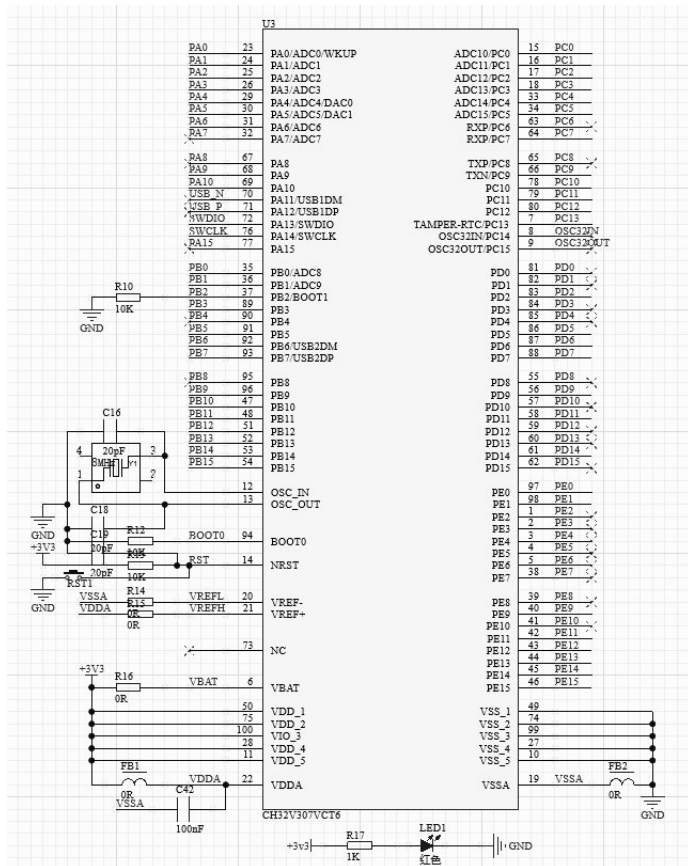 U3
PA0 23 PA0/ADC0/WKUP ADC10/PC0 15 PC0
PA1 24 PA1/ADC1 ADC11/PC1 16 PC1
PA2 25 PA2/ADC2 ADC12/PC2 17 PC2
PA3 26 PA3/ADC3 ADC13/PC3 18 PC3
PA4 29 PA4/ADC4/DAC0 ADC14/PC4 33 PC4
PA5 30 PA5/ADC5/DAC1 ADC15/PC5 34 PC5
PA6 31 PA6/ADC6 RXP/PC6 63 PC6
PA7 32 PA7/ADC7 RXP/PC7 64 PC7
PA8 67 PA8 TXP/PC8 65 PC8
PA9 68 PA9 TXN/PC9 66 PC9
PA10 69 PA10 PC10 78 PC10
USB_N 70 PA11/USB1DM PC11 79 PC11
USB_P 71 PA12/USB1DP PC12 80 PC12
SWDIO 72 PA13/SWDIO TAMPER-RTC/PC13 7 PC13
SWCLK 76 PA14/SWCLK OSC32IN/PC14 8 OSC32IN
PA15 77 PA15 OSC32OUT/PC15 9 OSC32OUT
PB0 35 PB0/ADC8 PD0 81 PD0
PB1 36 PB1/ADC9 PD1 82 PD1
R10 PB2 37 PB2/BOOT1 PD2 83 PD2
10K PB3 89 PB3 PD3 84 PD3
GND PB4 90 PB4 PD4 85 PD4
PB5 91 PB5 PD5 86 PD5
PB6 92 PB6/USB2DM PD6 87 PD6
PB7 93 PB7/USB2DP PD7 88 PD7
PB8 95 PB8 PD8 55 PD8
PB9 96 PB9 PD9 56 PD9
PB10 47 PB10 PD10 57 PD10
C16 PB11 48 PB11 PD11 58 PD11
PB12 51 PB12 PD12 59 PD12
PB13 52 PB13 PD13 60 PD13
4 20pF 3 PB14 53 PB14 PD14 61 PD14
Y1 PB15 54 PB15 PD15 62 PD15
1 2
12 OSC_IN PE0 97 PE0
13 OSC_OUT PE1 98 PE1
C18 PE2 1 PE2
GND C19 R12 PE3 2 PE3
+3V3 20pF 10K BOOT0 94 BOOT0 PE4 3 PE4
PE5 4 PE5
RST 14 NRST PE6 5 PE6
RST1 20pF 10K PE7 38 PE7
GND
VSSA R14 VREFL 20 VREF- PE8 39 PE8
VDDA R15 VREFH 21 VREF+ PE9 40 PE9
0R PE10 41 PE10
0R PE11 42 PE11
73 NC PE12 43 PE12
PE13 44 PE13
+3V3 PE14 45 PE14
R16 VBAT 6 VBAT PE15 46 PE15
0R
50 VDD_1 VSS_1 49
75 VDD_2 VSS_2 74
100 VIO_3 VSS_3 99
28 VDD_4 VSS_4 27
11 VDD_5 VSS_5 10
FB1 VDDA 22 VDDA VSSA 19 VSSA FB2
0R 0R
VSSA C42
100nF
GND
CH32V307VCT6
+3v3 R17 LED1 GND
1K 红色